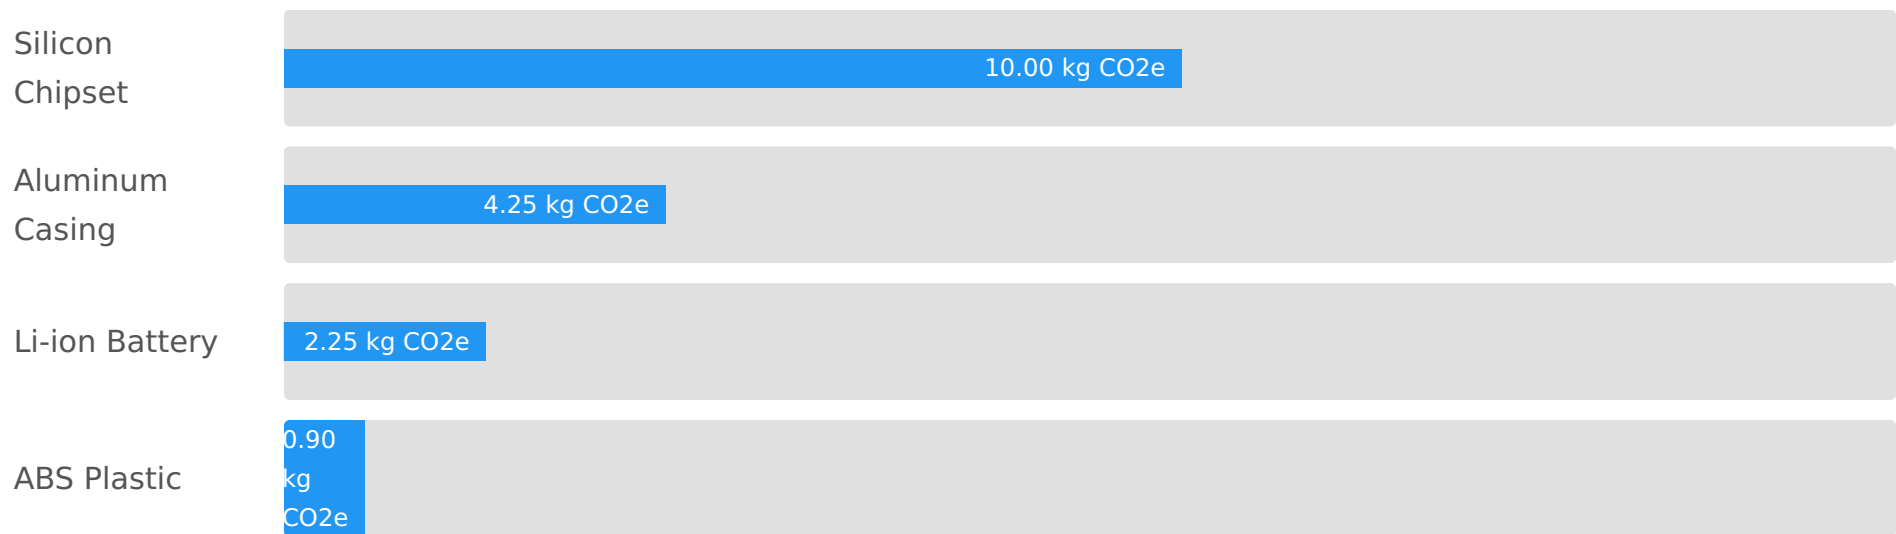 Silicon
Chipset
10.00 kg CO2e
Aluminum
Casing
4.25 kg CO2e
Li-ion Battery
2.25 kg CO2e
ABS Plastic
0.90
kg
CO2e